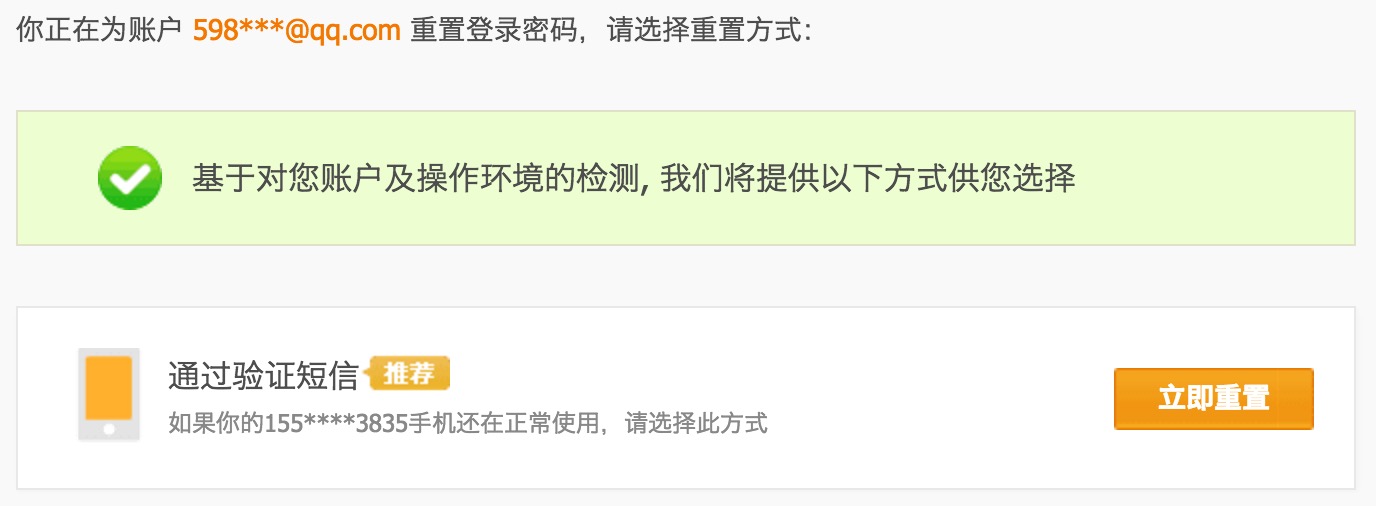 你正在为账户 598***@qq.com 重置登录密码，请选择重置方式：
基于对您账户及操作环境的检测, 我们将提供以下方式供您选择
通过验证短信 推荐
如果你的155****3835手机还在正常使用，请选择此方式
立即重置